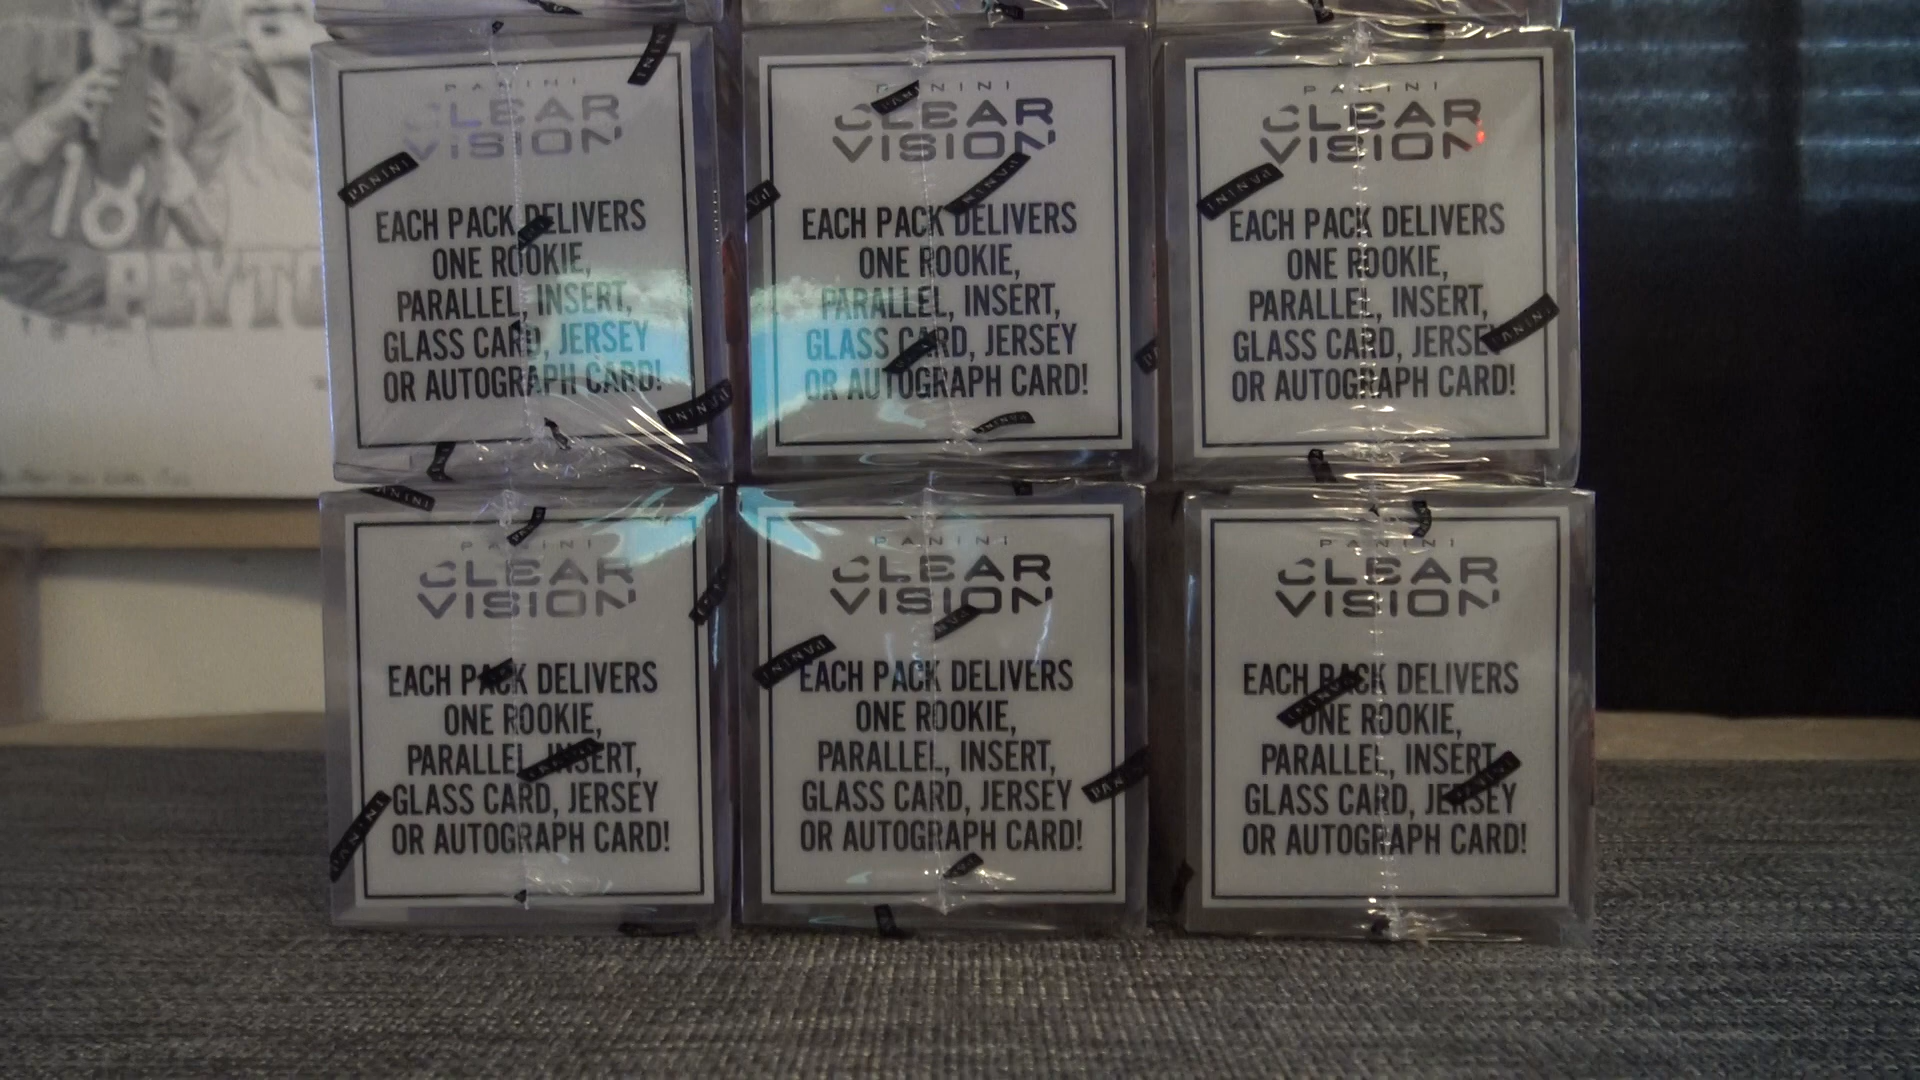 PEYTO
PANINI
CLEAR
VISION
EACH PACK DELIVERS
ONE ROOKIE,
PARALLEL, INSERT,
GLASS CARD, JERSEY
OR AUTOGRAPH CARD!
PANINI
CLEAR
VISION
EACH PACK DELIVERS
ONE ROOKIE,
PARALLEL, INSERT,
GLASS CARD, JERSEY
OR AUTOGRAPH CARD!
PANINI
CLEAR
VISION
EACH PACK DELIVERS
ONE ROOKIE,
PARALLEL, INSERT,
GLASS CARD, JERSEY
OR AUTOGRAPH CARD!
PANINI
CLEAR
VISION
EACH PACK DELIVERS
ONE ROOKIE,
PARALLEL, INSERT,
GLASS CARD, JERSEY
OR AUTOGRAPH CARD!
PANINI
CLEAR
VISION
EACH PACK DELIVERS
ONE ROOKIE,
PARALLEL, INSERT,
GLASS CARD, JERSEY
OR AUTOGRAPH CARD!
PANINI
CLEAR
VISION
EACH PACK DELIVERS
ONE ROOKIE,
PARALLEL, INSERT,
GLASS CARD, JERSEY
OR AUTOGRAPH CARD!